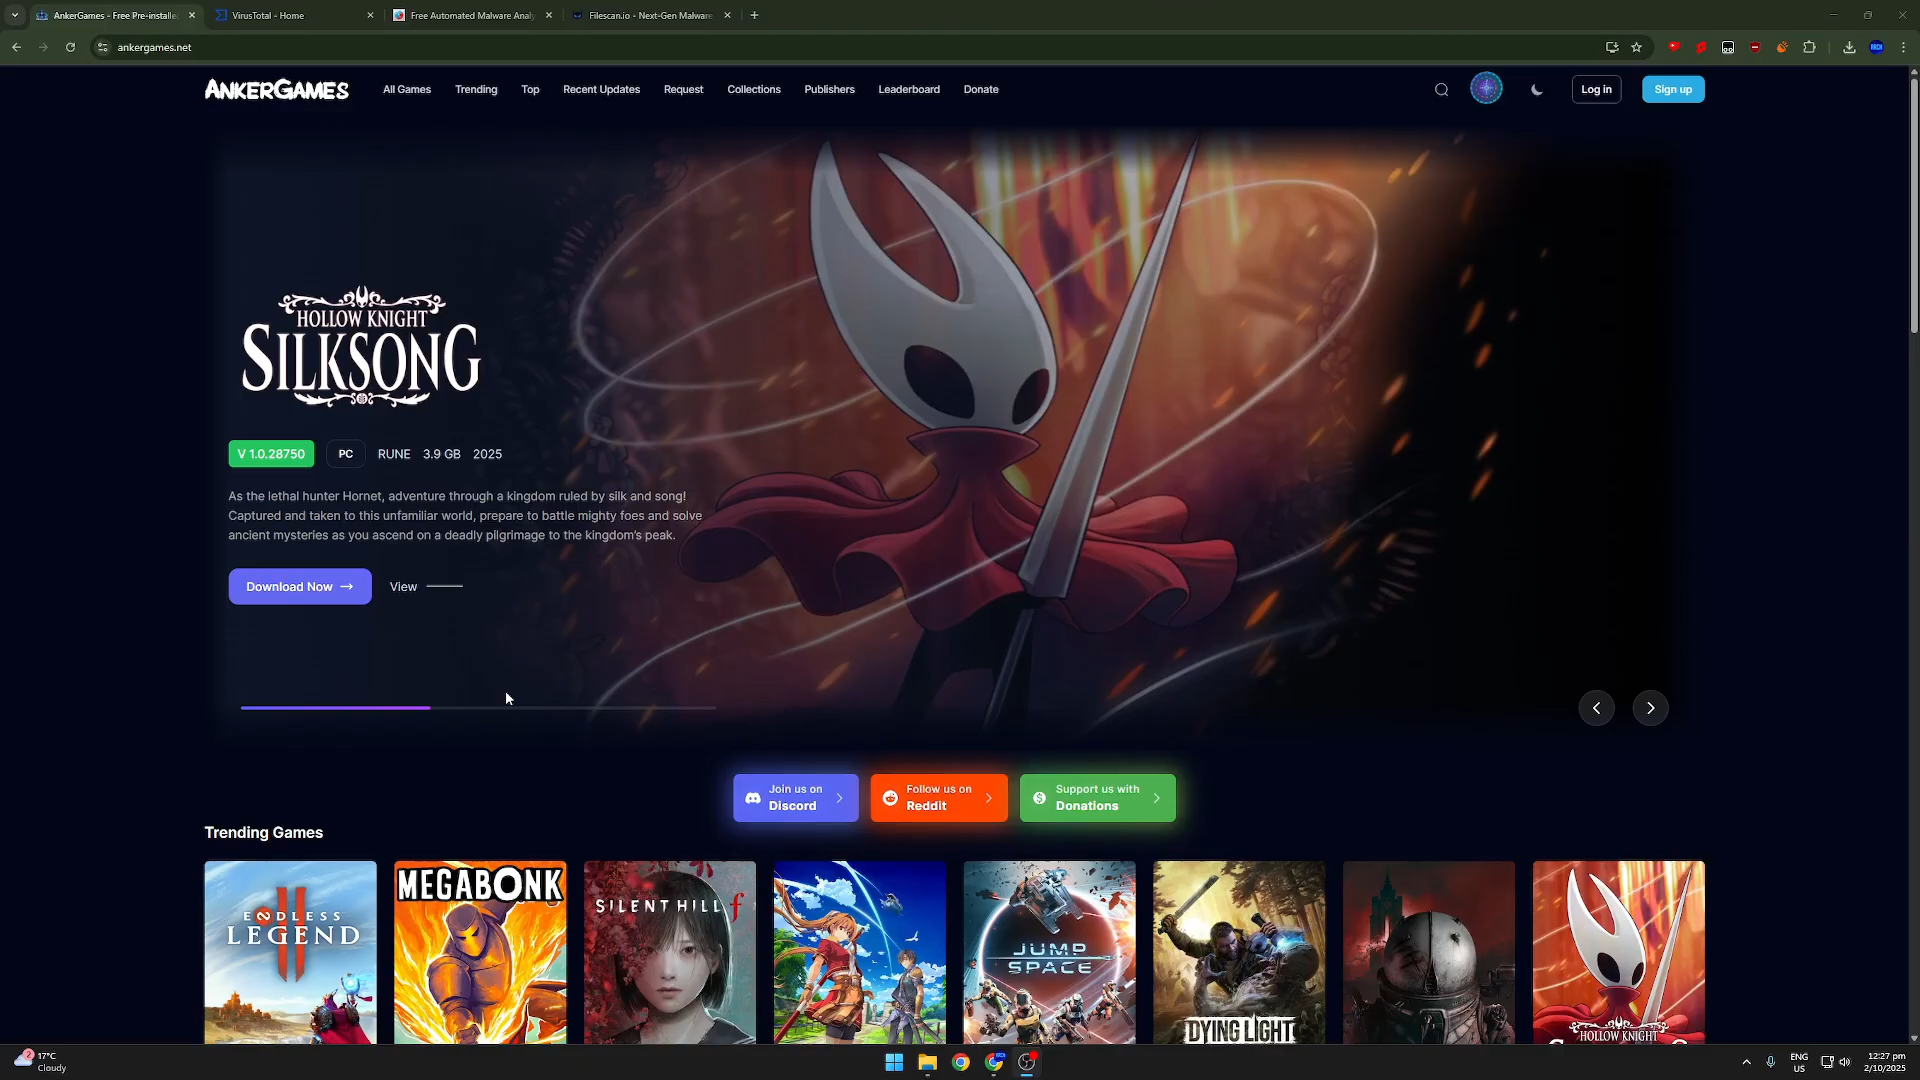 AnkerGames - Free Pre-installe
VirusTotal - Home
Free Automated Malware Analy
Filescan.io - Next-Gen Malware
ankergames.net
ANKERGAMES
All Games
Trending
Top
Recent Updates
Request
Collections
Publishers
Leaderboard
Donate
Log in
Sign up
HOLLOW KNIGHT
SILKSONG
V 1.0.28750
PC
RUNE
3.9 GB
2025
As the lethal hunter Hornet, adventure through a kingdom ruled by silk and song!
Captured and taken to this unfamiliar world, prepare to battle mighty foes and solve
ancient mysteries as you ascend on a deadly pilgrimage to the kingdom's peak.
Download Now
View
Join us on
Discord
Follow us on
Reddit
Support us with
Donations
Trending Games
ENDLESS
LEGEND
MEGABONK
SILENT HILL f
JUMP
SPACE
DYING LIGHT
HOLLOW KNIGHT
17°C
Cloudy
ENG
US
12:27 pm
2/10/2025